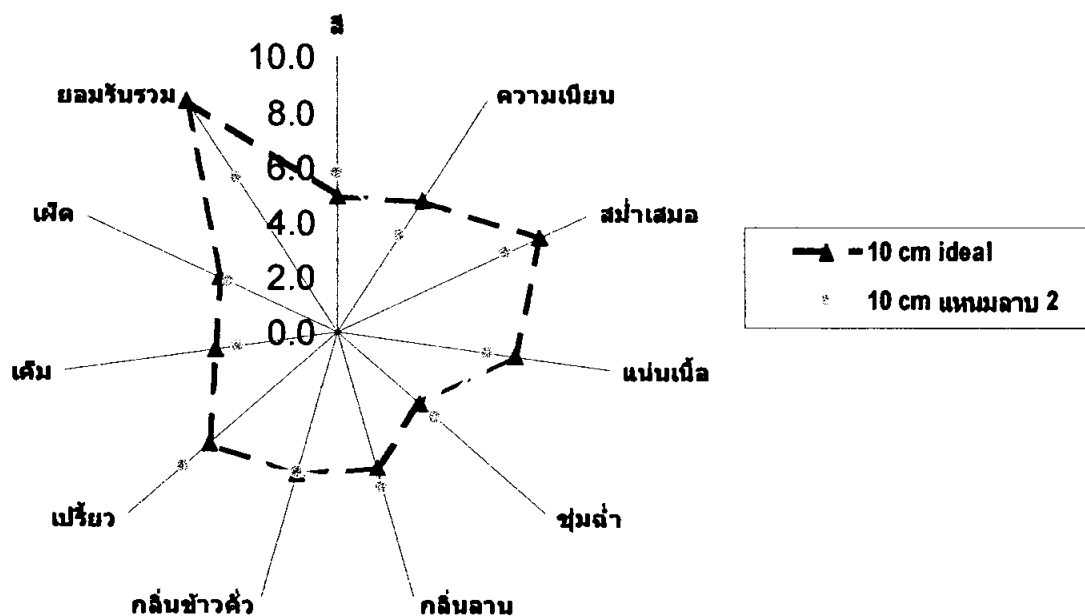 สี
10.0
8.0
6.0
4.0
2.0
0.0
ความเนียน
สม่ำเสมอ
แน่นเนื้อ
ชุ่มฉ่ำ
กลิ่นลาบ
กลิ่นข้าวคั่ว
เปรี้ยว
เค็ม
เผ็ด
ยอมรับรวม
10 cm ideal
10 cm แหนมลาบ 2